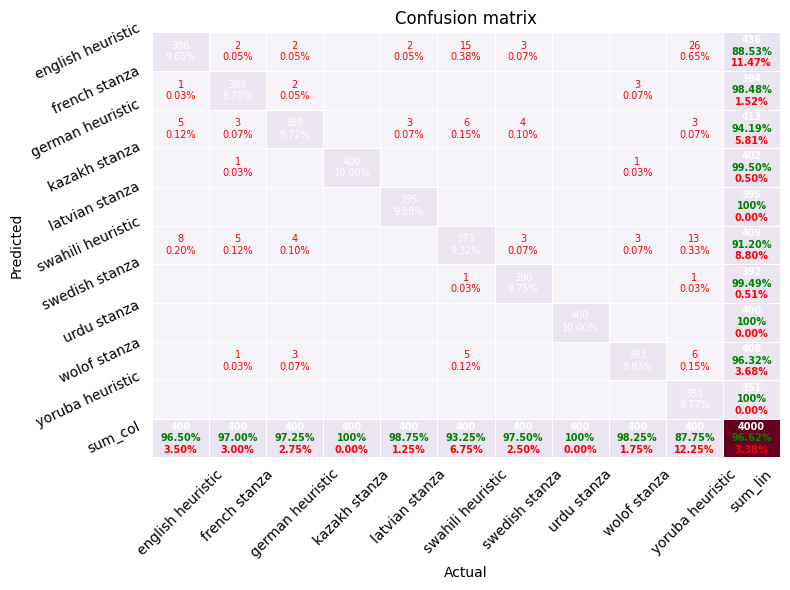 Confusion matrix
english heuristic
386 2 2 2 15 3 26 436
9.65% 0.05% 0.05% 0.05% 0.38% 0.07% 0.65% 88.53%
11.47%
french stanza
1 388 2 3 394
0.03% 9.70% 0.05% 0.07% 98.48%
1.52%
german heuristic
5 3 389 3 6 4 3 413
0.12% 0.07% 9.72% 0.07% 0.15% 0.10% 0.07% 94.19%
5.81%
kazakh stanza
1 400 1 402
0.03% 10.00% 0.03% 99.50%
0.50%
latvian stanza
395 395
9.88% 100%
0.00%
swahili heuristic
8 5 4 373 3 3 13 409
0.20% 0.12% 0.10% 9.32% 0.07% 0.07% 0.33% 91.20%
8.80%
swedish stanza
1 390 1 392
0.03% 9.75% 0.03% 99.49%
0.51%
urdu stanza
400 400
10.00% 100%
0.00%
wolof stanza
1 3 5 393 6 408
0.03% 0.07% 0.12% 9.83% 0.15% 96.32%
3.68%
yoruba heuristic
351 351
8.77% 100%
0.00%
sum_col
400 400 400 400 400 400 400 400 400 400 4000
96.50% 97.00% 97.25% 100% 98.75% 93.25% 97.50% 100% 98.25% 87.75% 96.62%
3.50% 3.00% 2.75% 0.00% 1.25% 6.75% 2.50% 0.00% 1.75% 12.25% 3.38%
Predicted
english heuristic
french stanza
german heuristic
kazakh stanza
latvian stanza
swahili heuristic
swedish stanza
urdu stanza
wolof stanza
yoruba heuristic
sum_lin
Actual